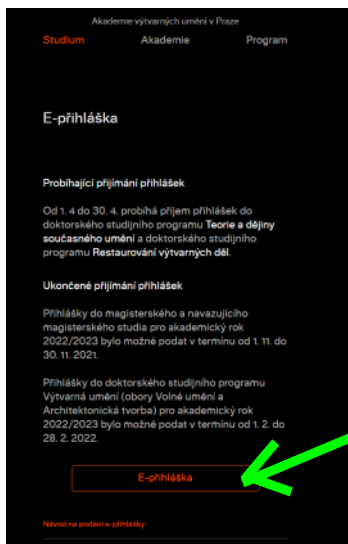 Akademie výtvarných umění v Praze
Studium Akademie Program
E-přihláška
Probíhající přijímání přihlášek
Od 1. 4 do 30. 4. probíhá příjem přihlášek do
doktorského studijního programu Teorie a dějiny
současného umění a doktorského studijního
programu Restaurování výtvarných děl.
Ukončené přijímání přihlášek
Přihlášky do magisterského a navazujícího
magisterského studia pro akademický rok
2022/2023 bylo možné podat v termínu od 1. 11. do
30. 11. 2021.
Přihlášky do doktorského studijního programu
Výtvarná umění (obory Volné umění a
Architektonická tvorba) pro akademický rok
2022/2023 bylo možné podat v termínu od 1. 2. do
28. 2. 2022.
E-přihláška
Návod na podání e-přihlášky